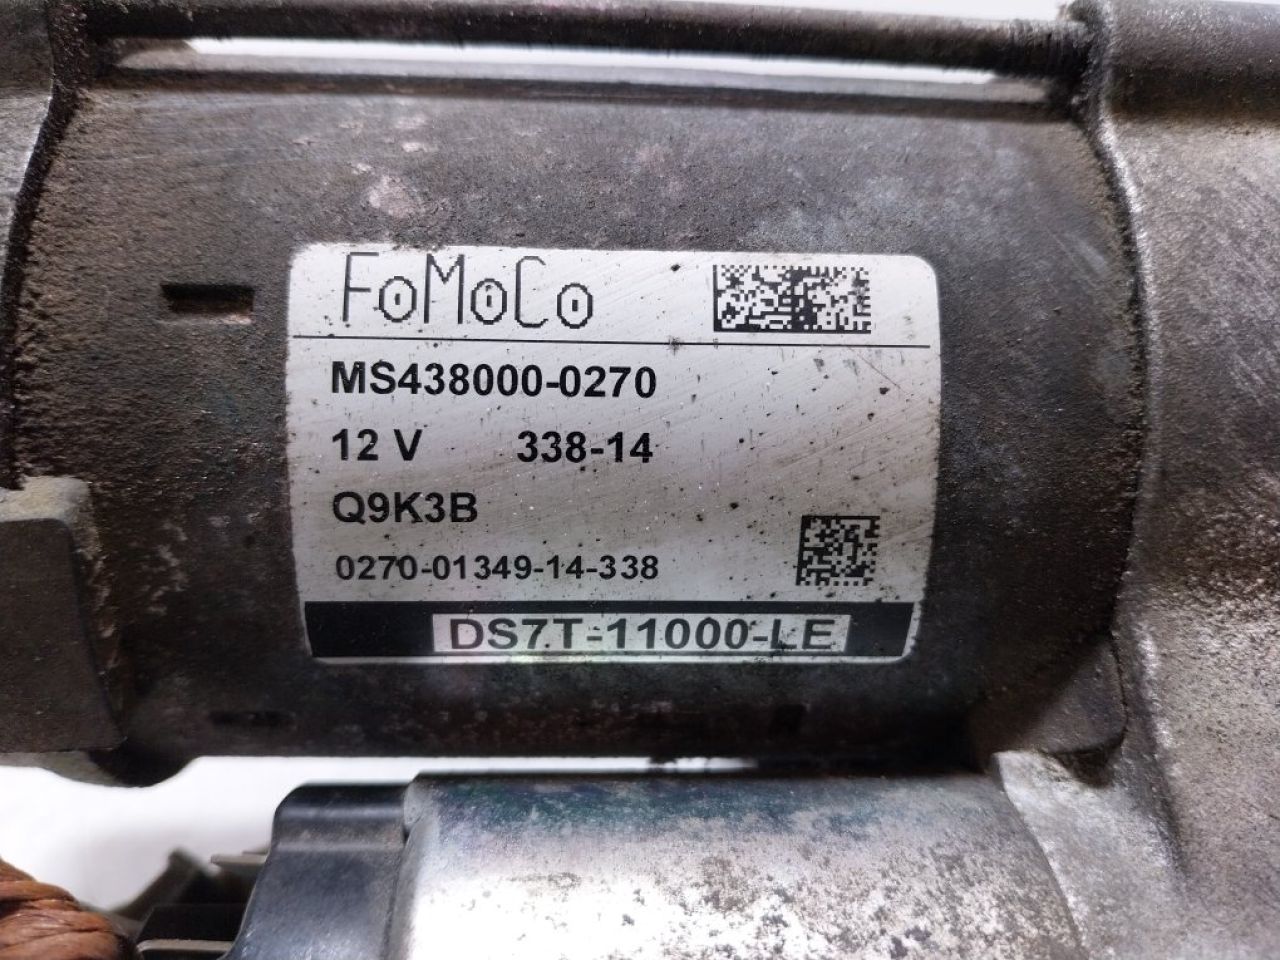 FoMoCo
MS438000-0270
12 V 338-14
Q9K3B
0270-01349-14-338
DS7T-11000-LE